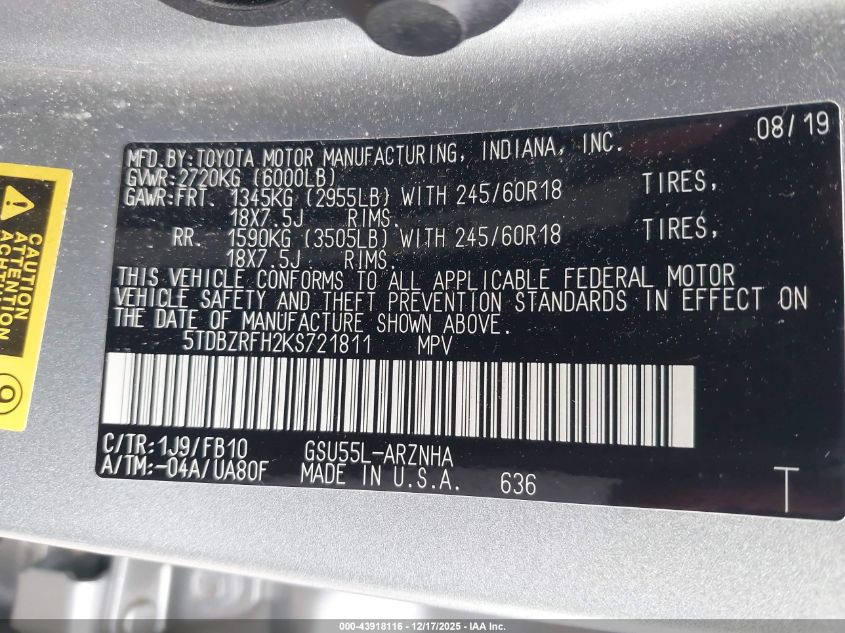 08/19
MFD.BY:TOYOTA MOTOR MANUFACTURING, INDIANA, INC.
GVWR:2720KG (6000LB)
GAWR:FRT. 1345KG (2955LB) WITH 245/60R18 TIRES,
18X7.5J RIMS.
RR. 1590KG (3505LB) WITH 245/60R18 TIRES,
18X7.5J RIMS.
THIS VEHICLE CONFORMS TO ALL APPLICABLE FEDERAL MOTOR
VEHICLE SAFETY AND THEFT PREVENTION STANDARDS IN EFFECT ON
THE DATE OF MANUFACTURE SHOWN ABOVE.
5TDBZRFH2KS721811 MPV
C/TR:1J9/FB10 GSU55L-ARZNHA
A/TM:-04A/UA80F MADE IN U.S.A. 636
T
CAUTION
ATTENTION
ACHTUNG
000-43918116 - 12/17/2025 - IAA Inc.